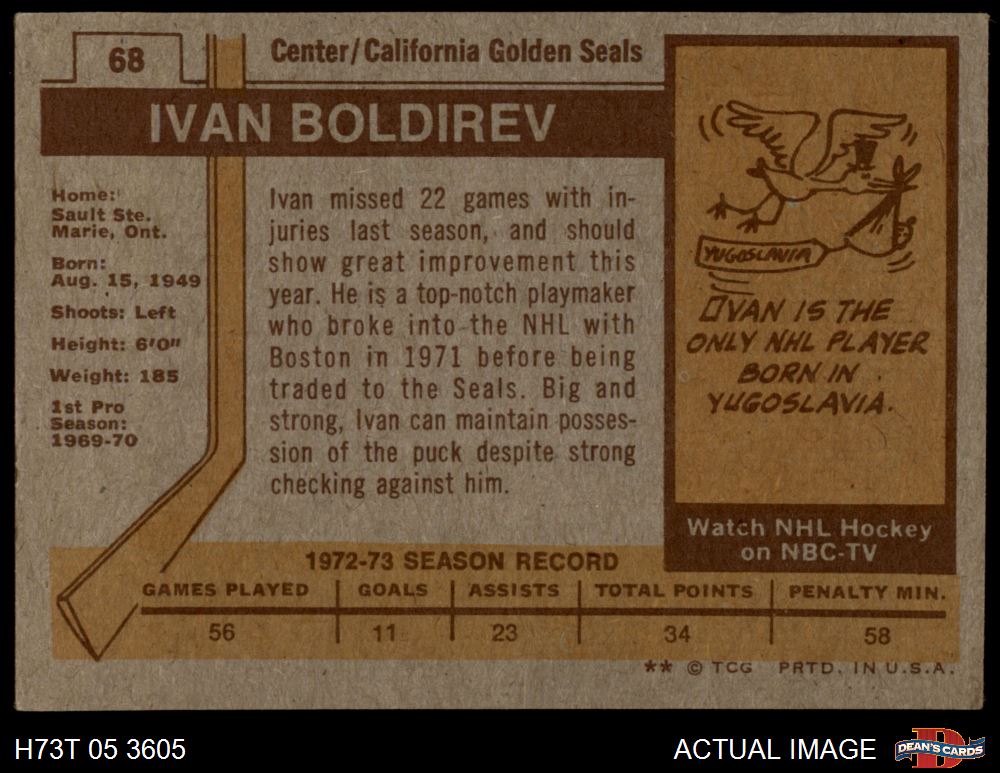 68
Center/California Golden Seals
IVAN BOLDIREV
Home:
Sault Ste.
Marie, Ont.
Born:
Aug. 15, 1949
Shoots: Left
Height: 6'0"
Weight: 185
1st Pro
Season:
1969-70
Ivan missed 22 games with in-
juries last season, and should
show great improvement this
year. He is a top-notch playmaker
who broke into the NHL with
Boston in 1971 before being
traded to the Seals. Big and
strong, Ivan can maintain posses-
sion of the puck despite strong
checking against him.
YUGOSLAVIA
IVAN IS THE
ONLY NHL PLAYER
BORN IN
YUGOSLAVIA.
Watch NHL Hockey
on NBC-TV
1972-73 SEASON RECORD
GAMES PLAYED GOALS ASSISTS TOTAL POINTS PENALTY MIN.
56 11 23 34 58
** © TCG PRTD. IN U.S.A.
H73T 05 3605
ACTUAL IMAGE
D
DEAN'S CARDS